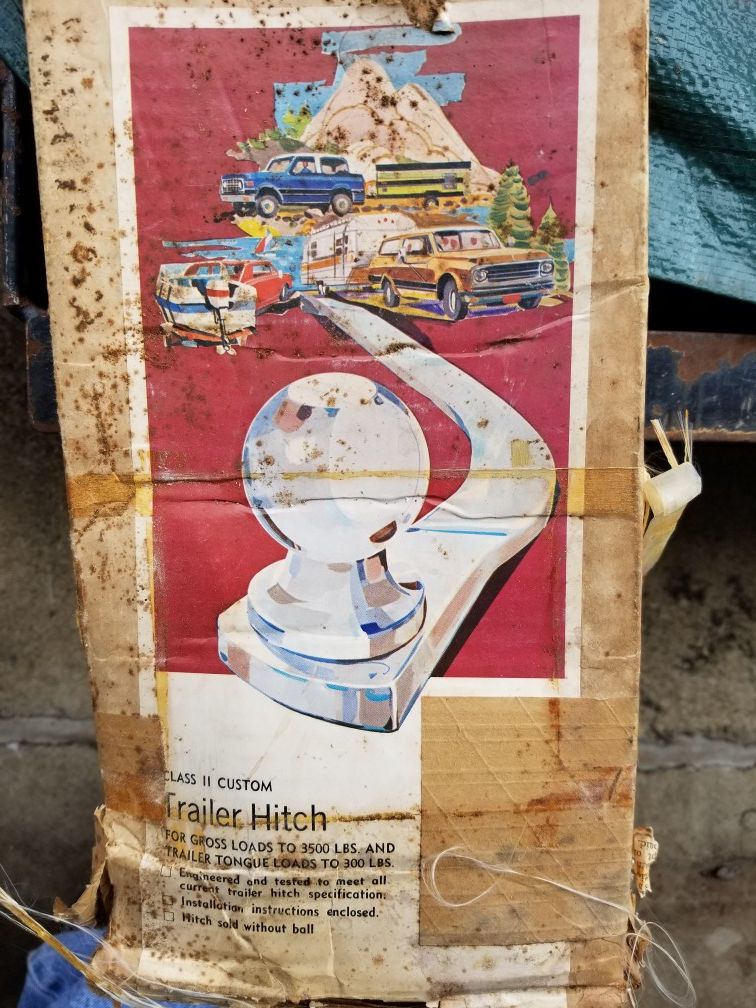 CLASS II CUSTOM
Trailer Hitch
FOR GROSS LOADS TO 3500 LBS. AND
TRAILER TONGUE LOADS TO 300 LBS.
Engineered and tested to meet all
current trailer hitch specification.
Installation instructions enclosed.
Hitch sold without ball